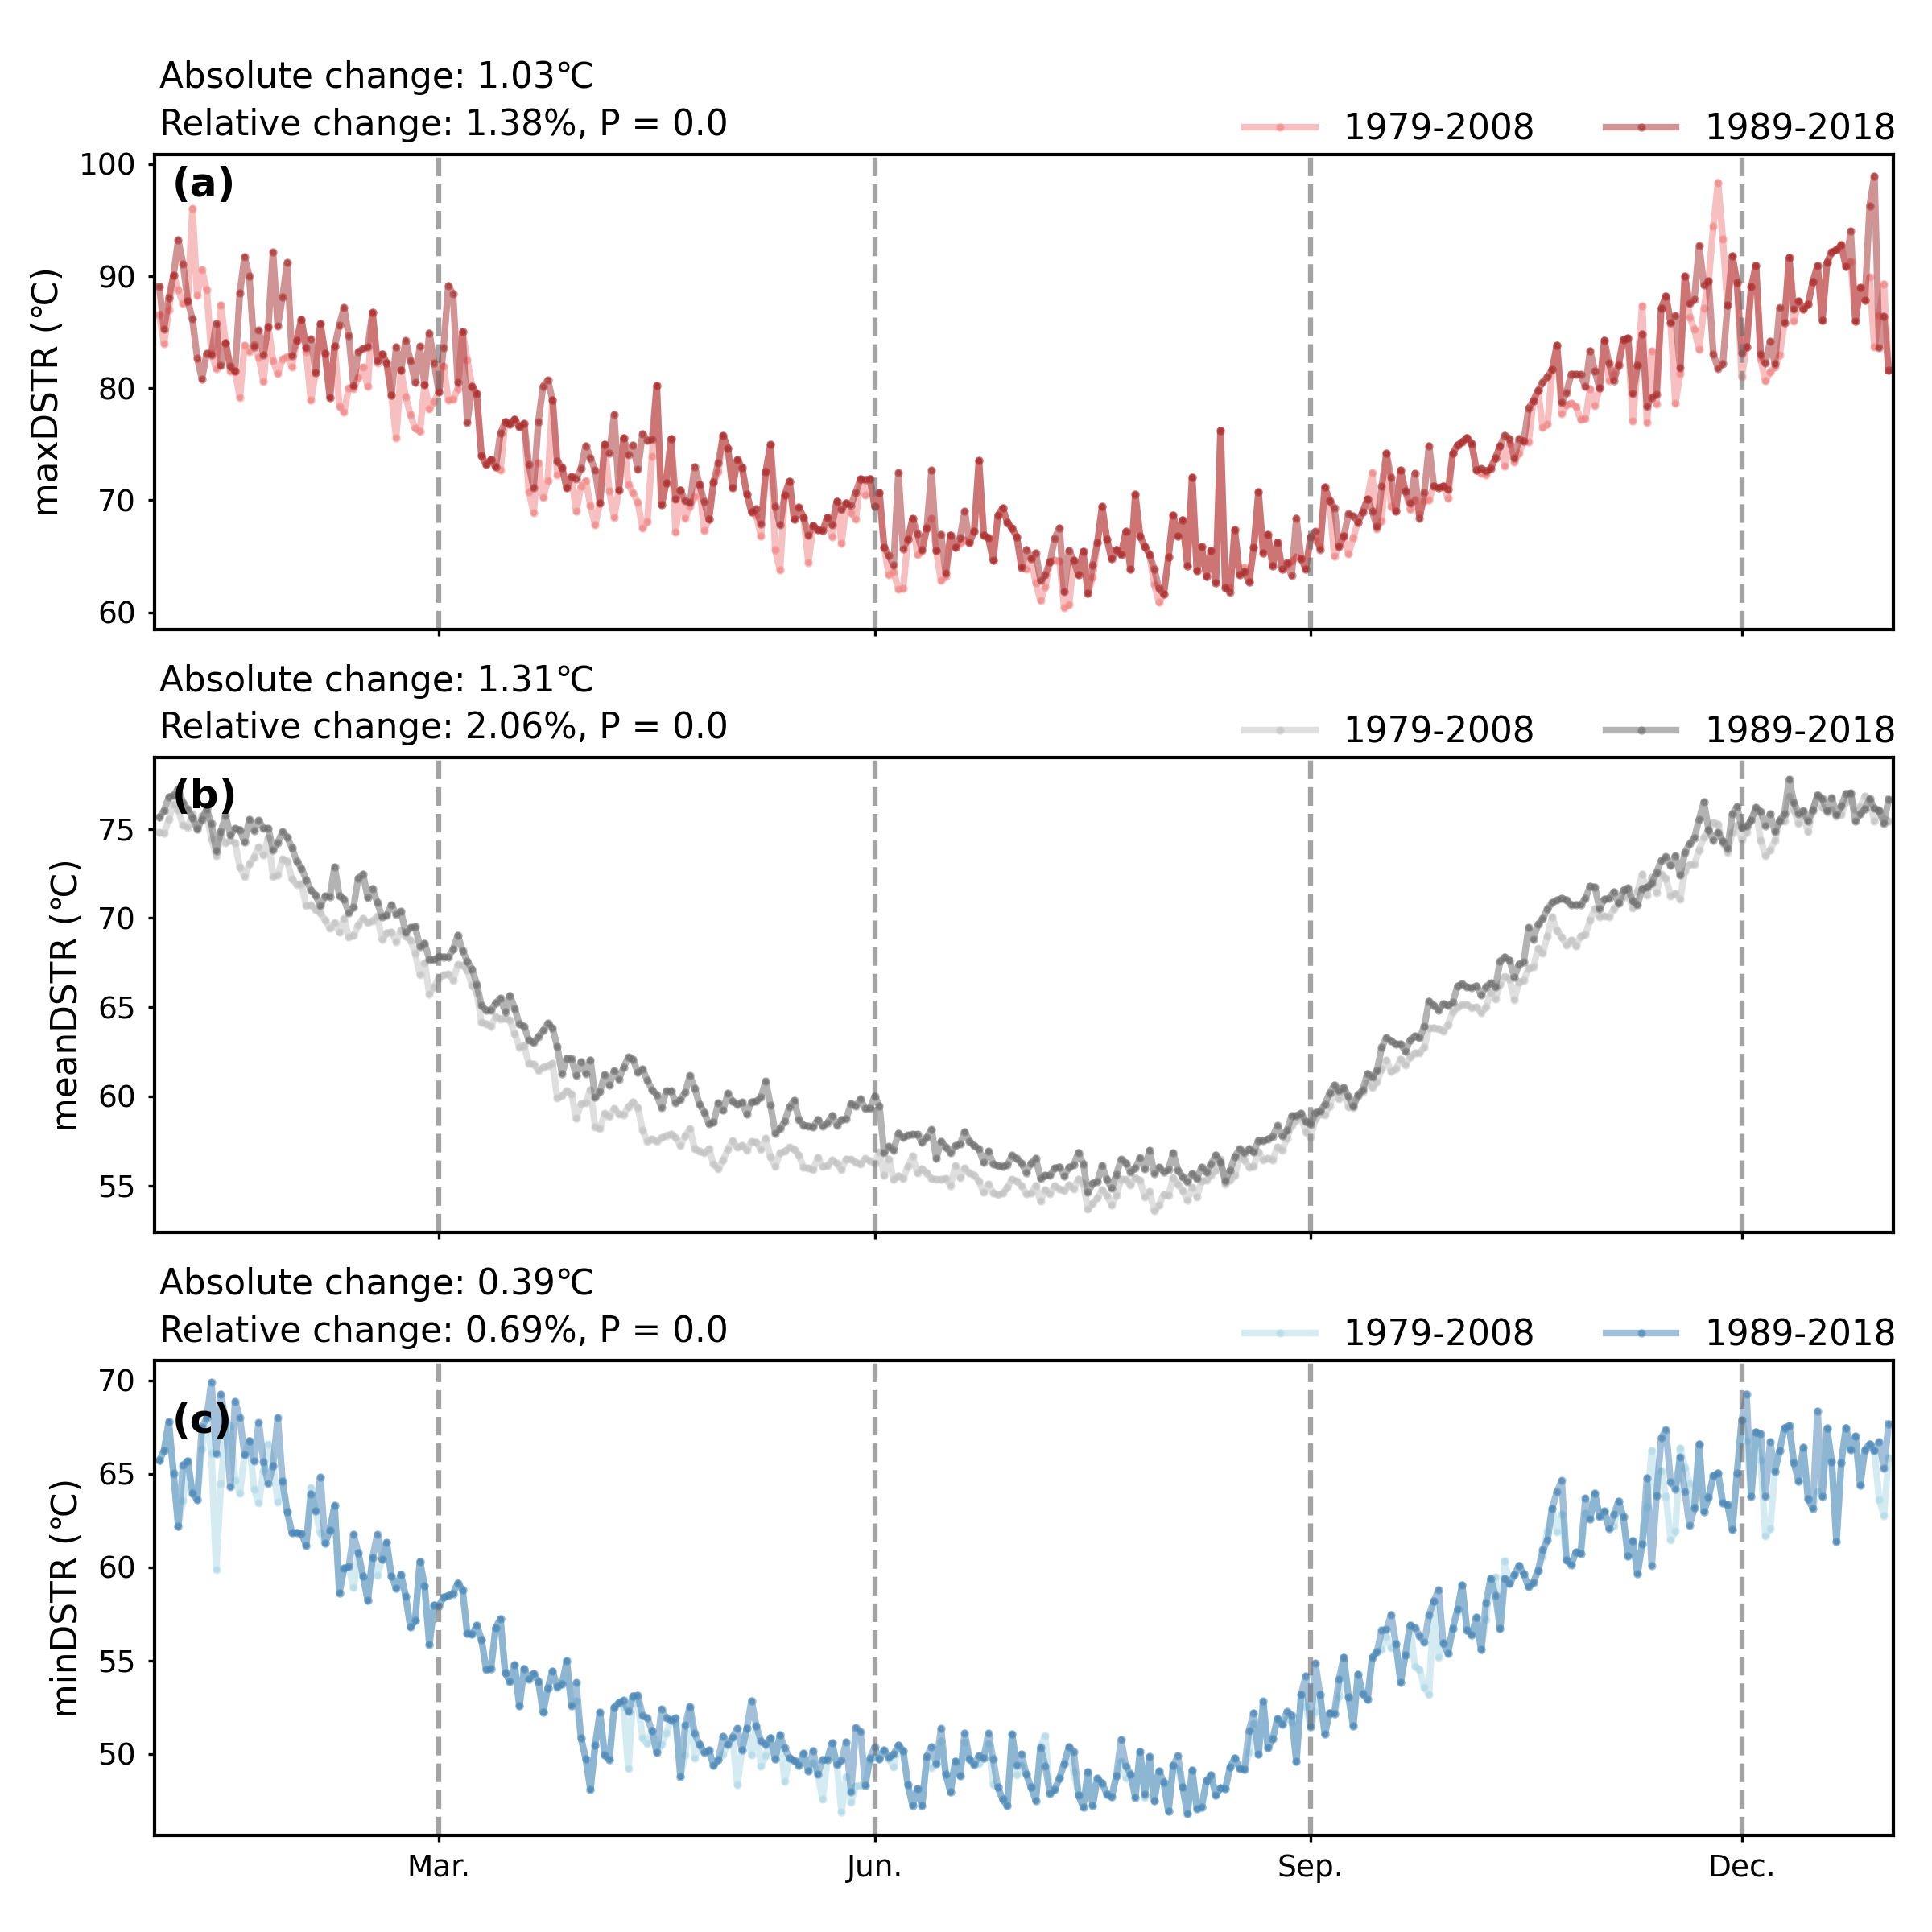 Absolute change: 1.03℃
Relative change: 1.38%, P = 0.0
1979-2008 1989-2018
(a)
100
90
80
70
60
maxDSTR (℃)
Absolute change: 1.31℃
Relative change: 2.06%, P = 0.0
1979-2008 1989-2018
(b)
75
70
65
60
55
meanDSTR (℃)
Absolute change: 0.39℃
Relative change: 0.69%, P = 0.0
1979-2008 1989-2018
(c)
70
65
60
55
50
minDSTR (℃)
Mar. Jun. Sep. Dec.